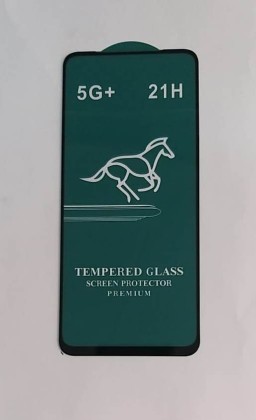 5G+ 21H
TEMPERED GLASS
SCREEN PROTECTOR
PREMIUM